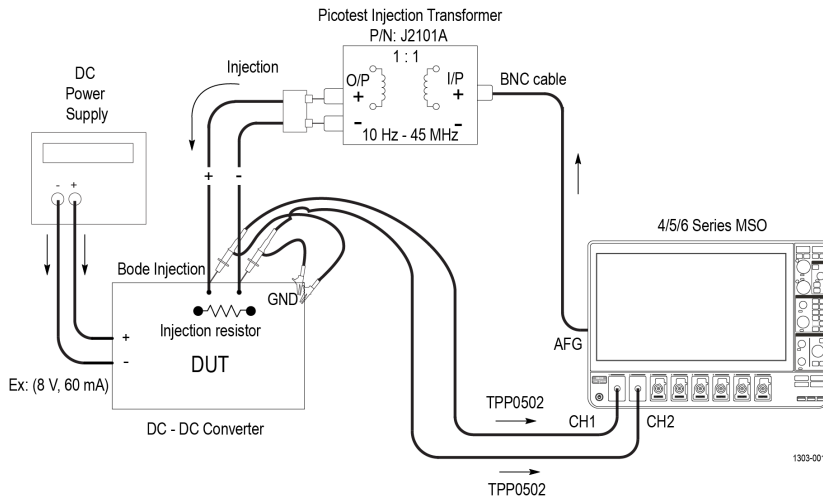 Picotest Injection Transformer
P/N: J2101A
1 : 1
O/P
I/P
+
+
-
-
10 Hz - 45 MHz
Injection
BNC cable
DC
Power
Supply
- +
+ -
4/5/6 Series MSO
Bode Injection
GND
Injection resistor
DUT
+
-
AFG
Ex: (8 V, 60 mA)
DC - DC Converter
TPP0502
CH1
CH2
TPP0502
1303-001